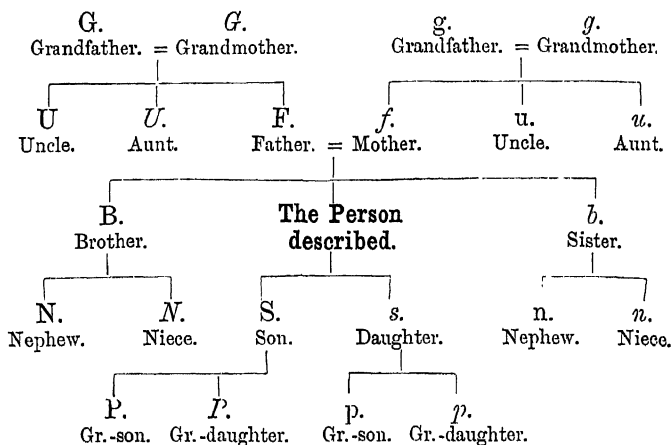 G. G. g. g.
Grandfather. = Grandmother. Grandfather. = Grandmother.
U U. F. f. u. u.
Uncle. Aunt. Father. = Mother. Uncle. Aunt.
B. The Person b.
Brother. described. Sister.
N. N. S. s. n. n.
Nephew. Niece. Son. Daughter. Nephew. Niece.
P. P. p. p.
Gr.-son. Gr.-daughter. Gr.-son. Gr.-daughter.